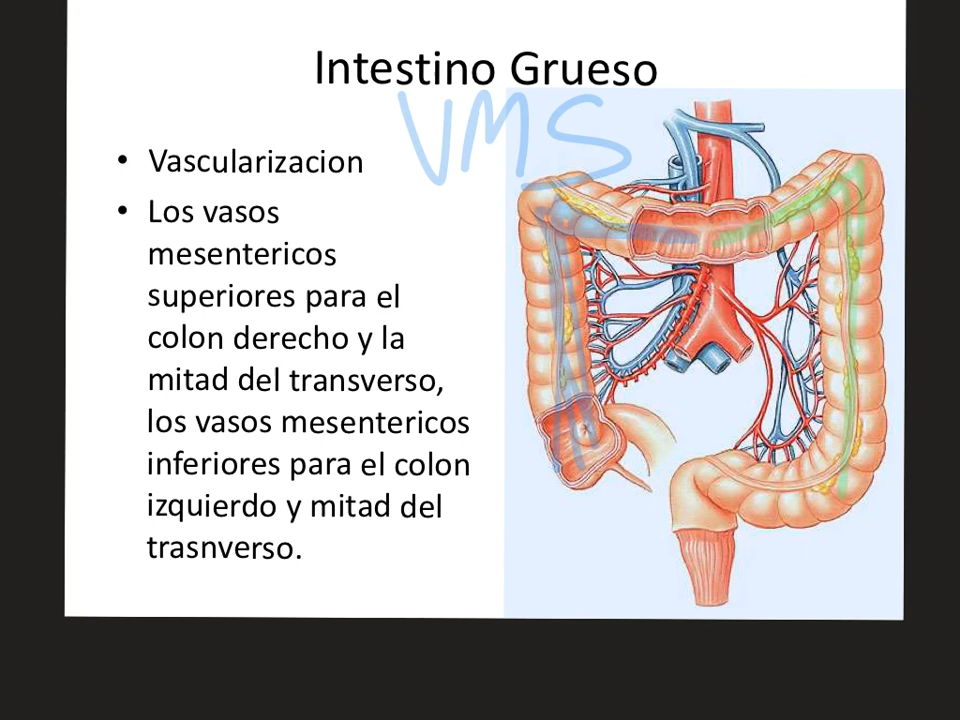 Intestino Grueso
VMS
• Vascularizacion
• Los vasos
mesentericos
superiores para el
colon derecho y la
mitad del transverso,
los vasos mesentericos
inferiores para el colon
izquierdo y mitad del
trasnverso.